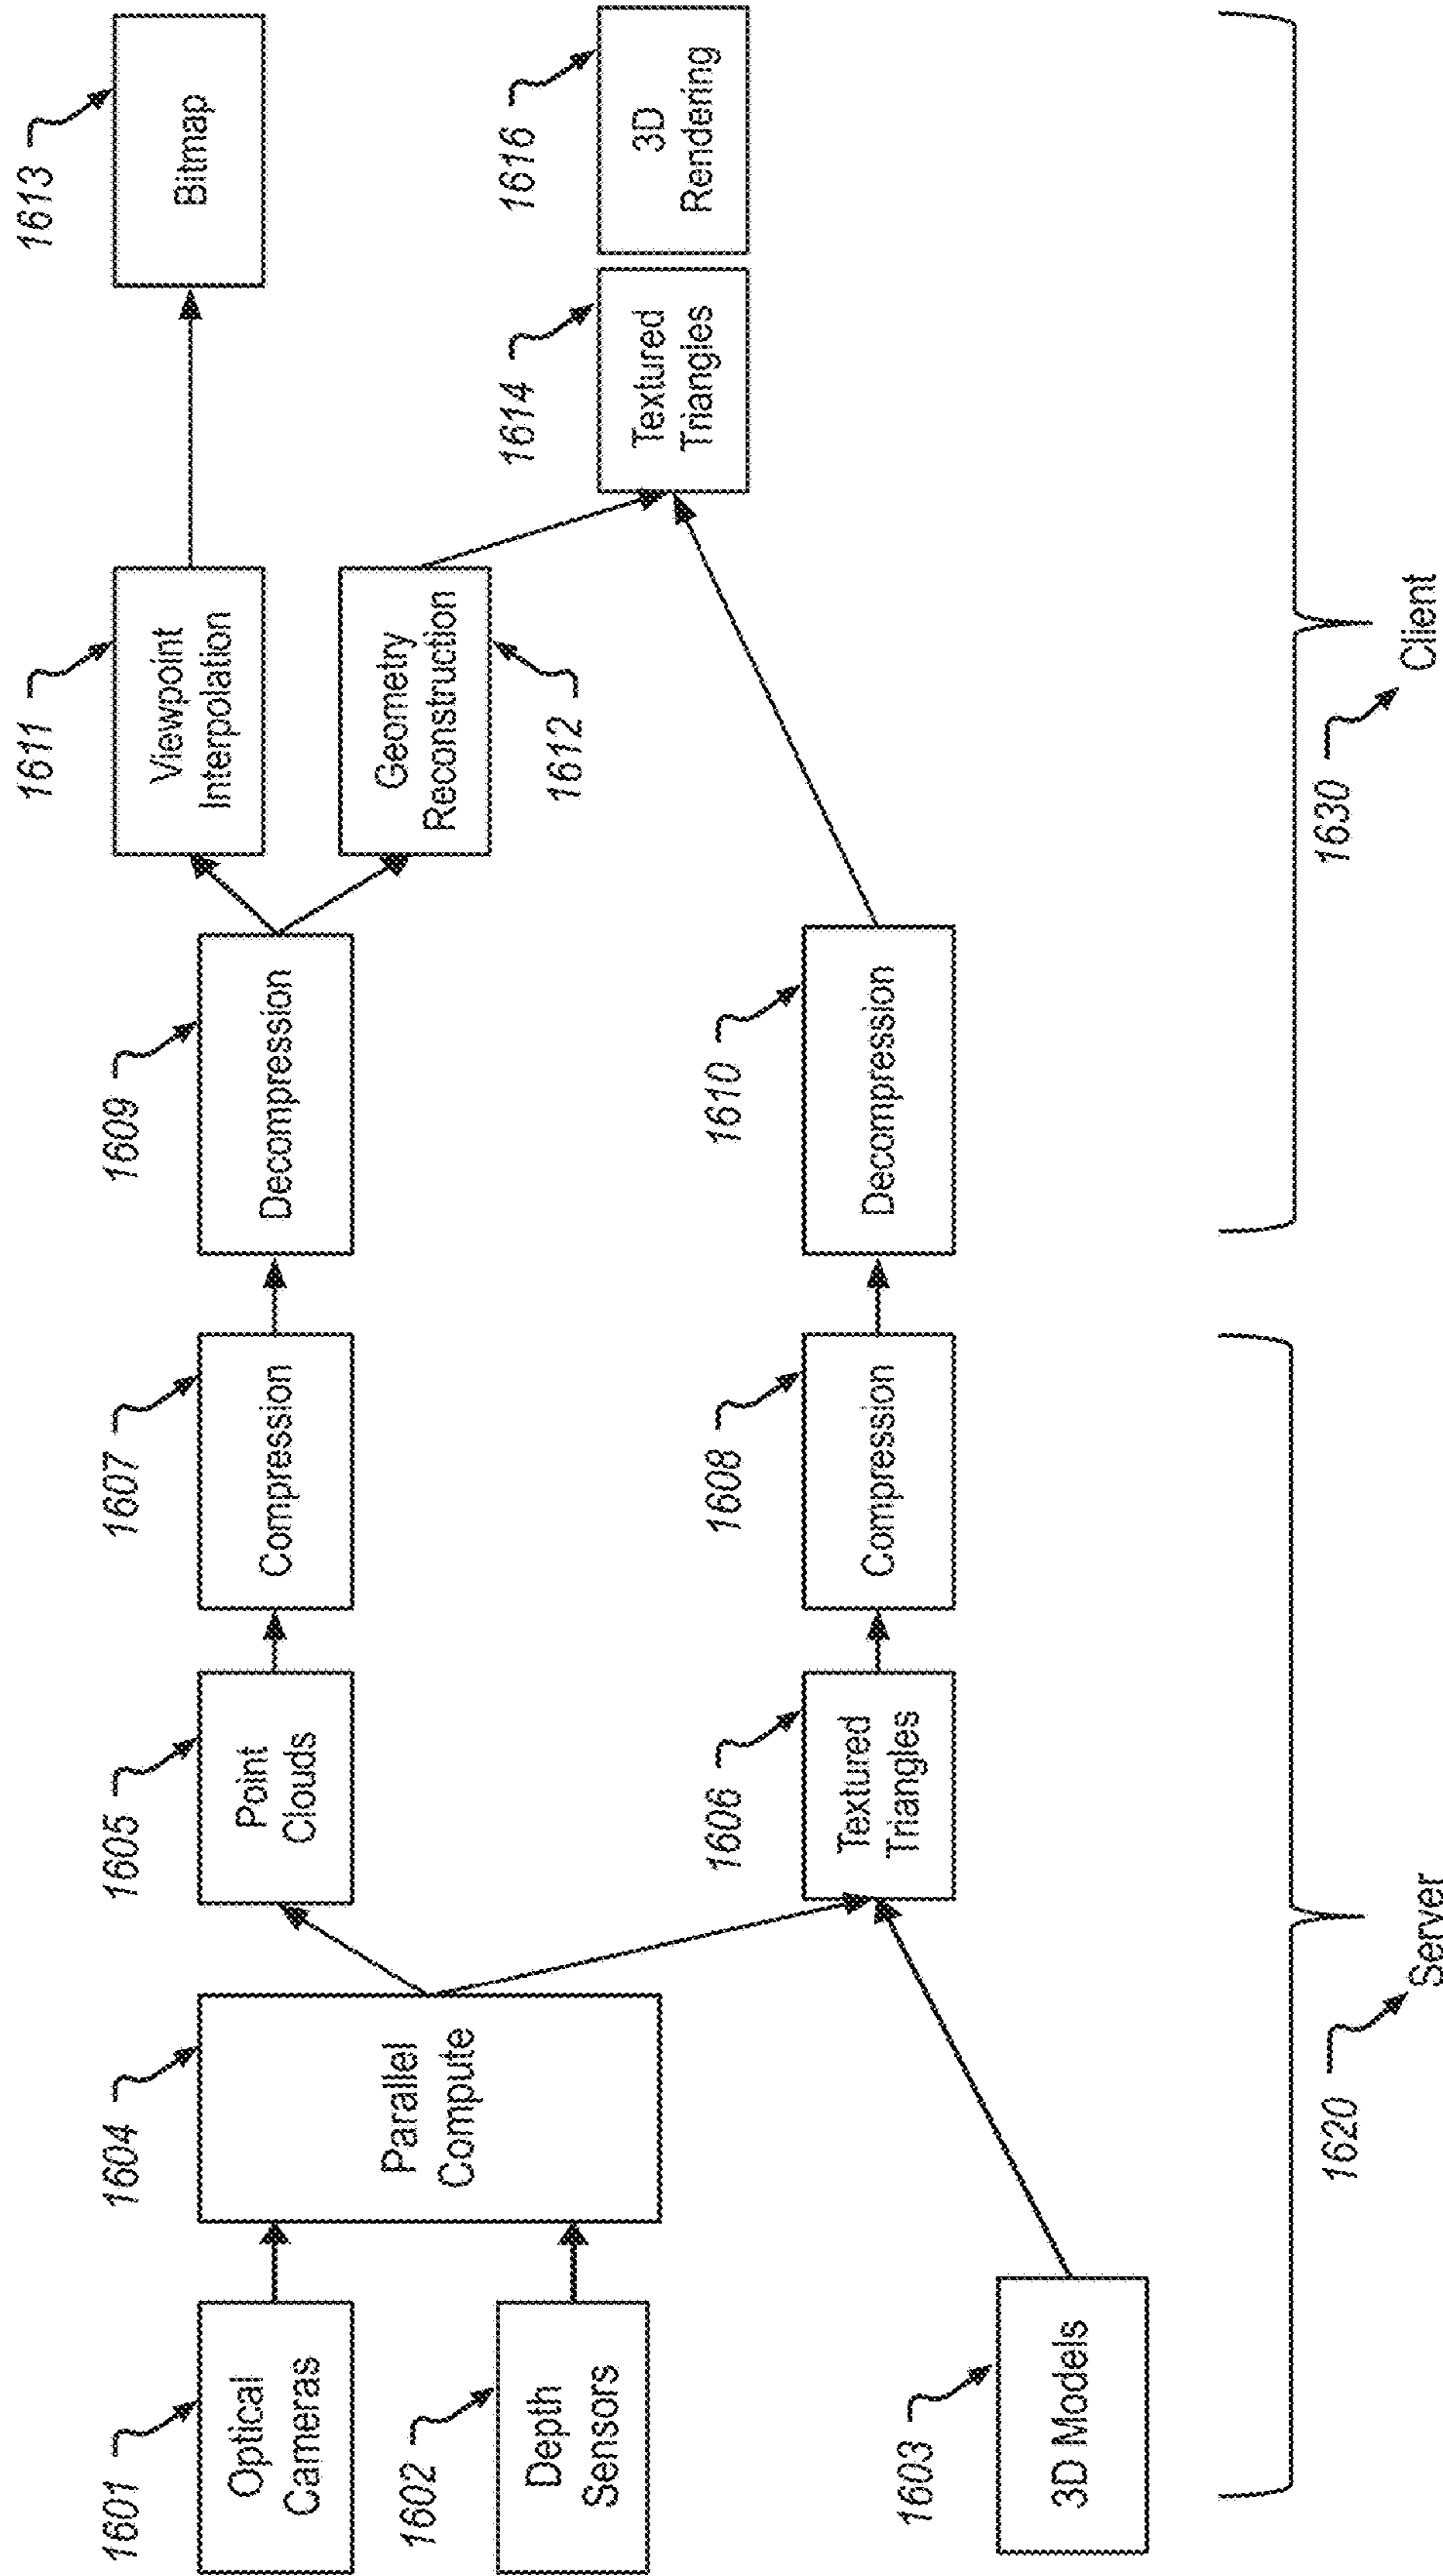 1601
Optical
Cameras
1602
Depth
Sensors
1603
3D Models
1604
Parallel
Compute
1605
Point
Clouds
1606
Textured
Triangles
1607
Compression
1608
Compression
1609
Decompression
1610
Decompression
1611
Viewpoint
Interpolation
Geometry
Reconstruction
1612
1613
Bitmap
1614
Textured
Triangles
1616
3D
Rendering
1620
Server
1630
Client